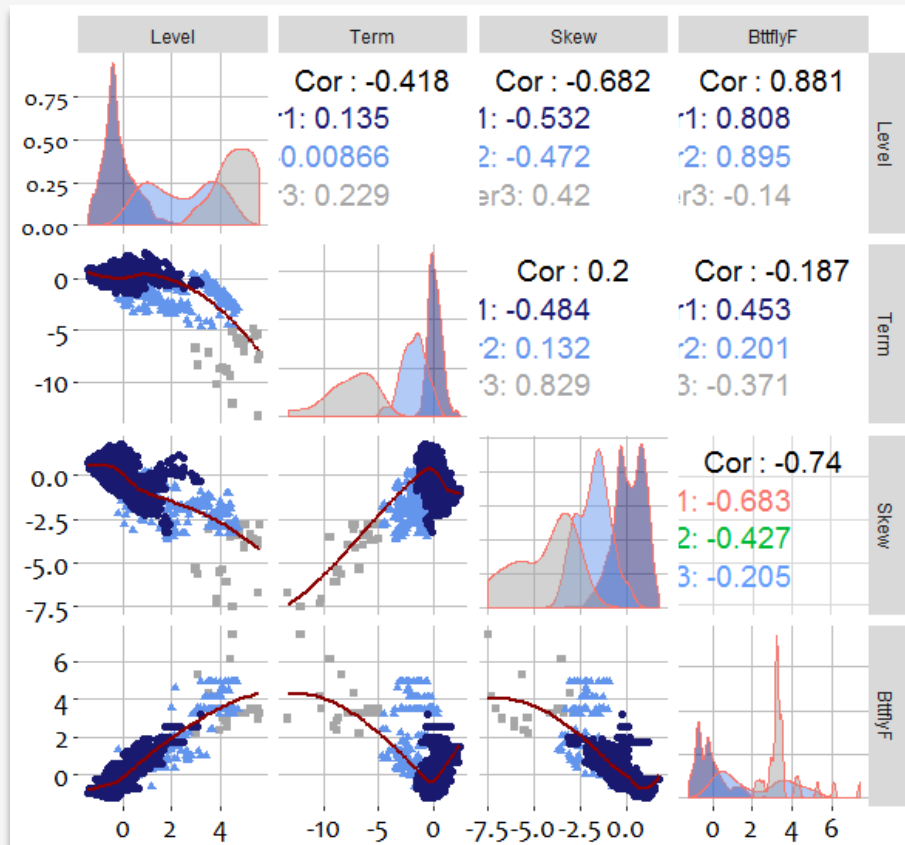 Level Term Skew BttflyF
0.75 Cor : -0.418 Cor : -0.682 Cor : 0.881 Level
r1: 0.135 1: -0.532 r1: 0.808
0.50 0.00866 2: -0.472 r2: 0.895
0.25 r3: 0.229 er3: 0.42 er3: -0.14
0.00
0 Cor : 0.2 Cor : -0.187 Term
1: -0.484 r1: 0.453
-5 r2: 0.132 r2: 0.201
-10 er3: 0.829 3: -0.371
0.0 Cor : -0.74 Skew
1: -0.683
-2.5 2: -0.427
-5.0 3: -0.205
-7.5
6 BttflyF
4
2
0
0 2 4 -10 -5 0 -7.5 -5.0 -2.5 0.0 0 2 4 6